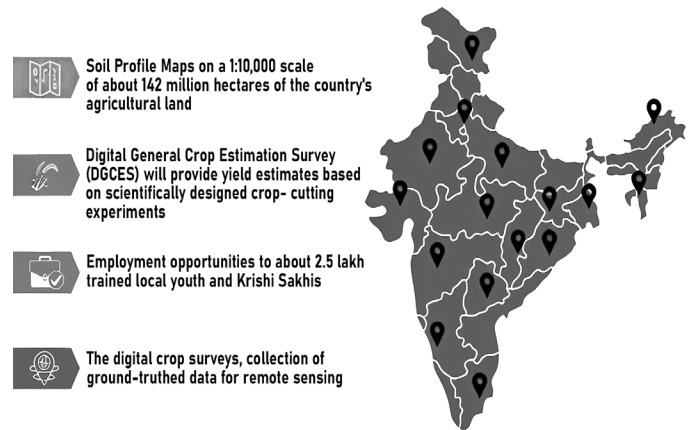 Soil Profile Maps on a 1:10,000 scale
of about 142 million hectares of the country's
agricultural land
Digital General Crop Estimation Survey
(DGCES) will provide yield estimates based
on scientifically designed crop- cutting
experiments
Employment opportunities to about 2.5 lakh
trained local youth and Krishi Sakhis
The digital crop surveys, collection of
ground-truthed data for remote sensing